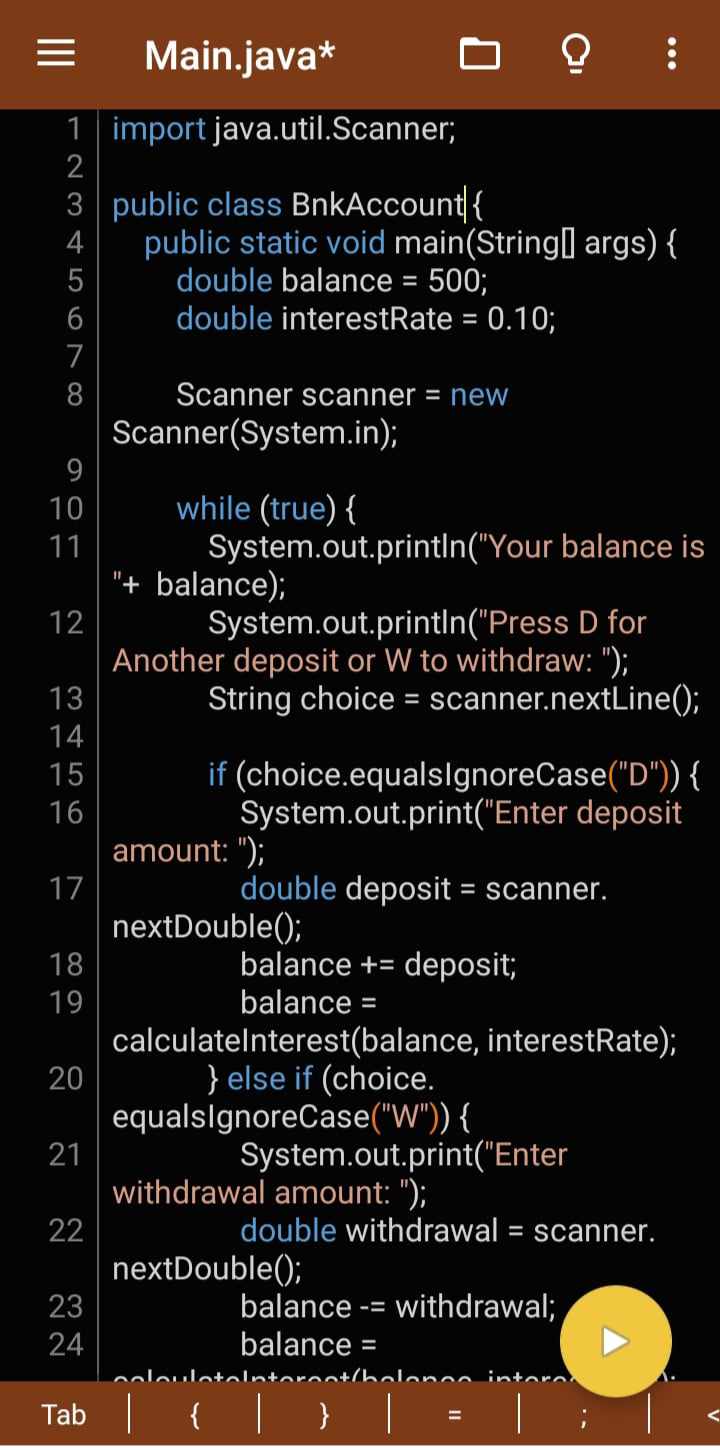 Main.java*
1 import java.util.Scanner;
2
3 public class BnkAccount {
4 public static void main(String[] args) {
5 double balance = 500;
6 double interestRate = 0.10;
7
8 Scanner scanner = new
Scanner(System.in);
9
10 while (true) {
11 System.out.println("Your balance is
"+  balance);
12 System.out.println("Press D for
Another deposit or W to withdraw: ");
13 String choice = scanner.nextLine();
14
15 if (choice.equalsIgnoreCase("D")) {
16 System.out.print("Enter deposit
amount: ");
17 double deposit = scanner.
nextDouble();
18 balance += deposit;
19 balance =
calculateInterest(balance, interestRate);
20 } else if (choice.
equalsIgnoreCase("W")) {
21 System.out.print("Enter
withdrawal amount: ");
22 double withdrawal = scanner.
nextDouble();
23 balance -= withdrawal;
24 balance =
calculateInterest(balance,
Tab { } = ; <